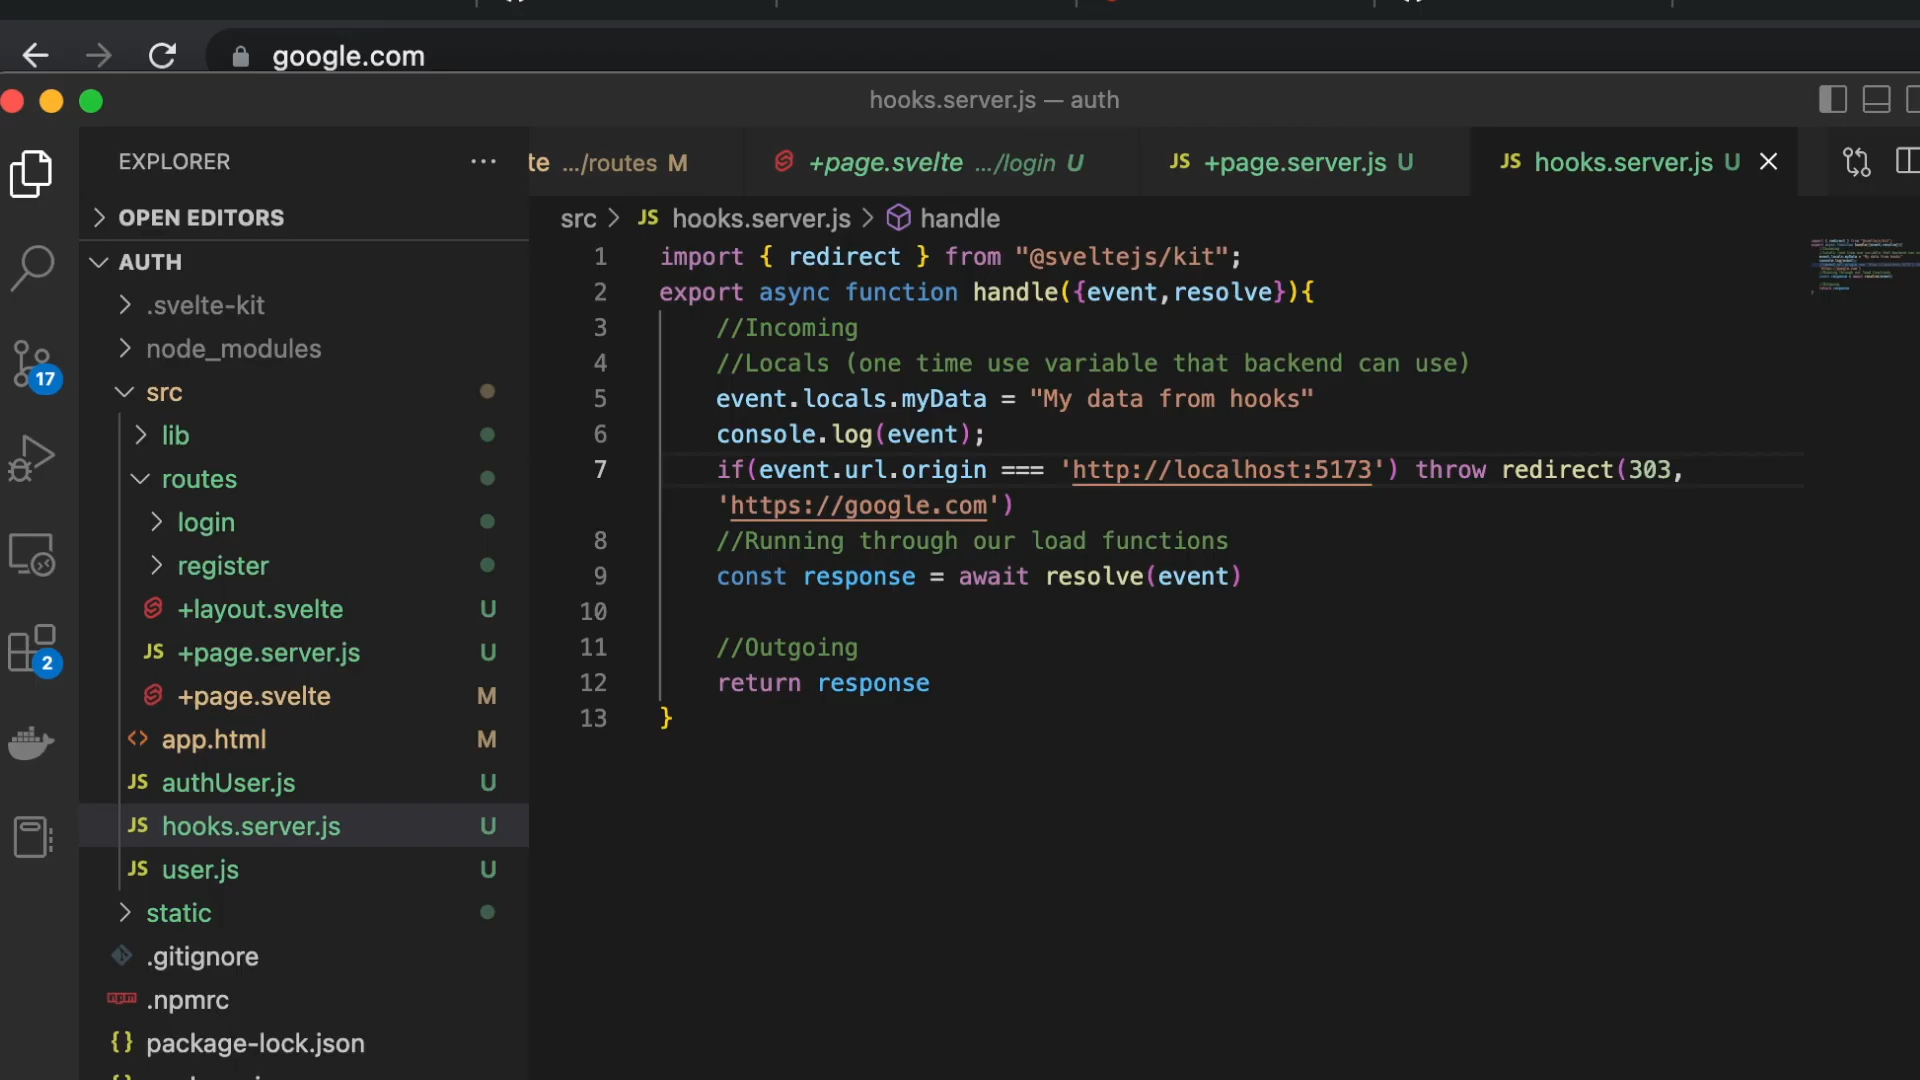 google.com
hooks.server.js — auth
EXPLORER ···
te .../routes M
+page.svelte .../login U
JS +page.server.js U
JS hooks.server.js U
src > JS hooks.server.js > handle
OPEN EDITORS
AUTH
.svelte-kit
node_modules
src
lib
routes
login
register
+layout.svelte U
JS +page.server.js U
+page.svelte M
<> app.html M
JS authUser.js U
JS hooks.server.js U
JS user.js U
static
.gitignore
npm .npmrc
{} package-lock.json
17
2
1 import { redirect } from "@sveltejs/kit";
2 export async function handle({event,resolve}){
3 //Incoming
4 //Locals (one time use variable that backend can use)
5 event.locals.myData = "My data from hooks"
6 console.log(event);
7 if(event.url.origin === 'http://localhost:5173') throw redirect(303,
'https://google.com')
8 //Running through our load functions
9 const response = await resolve(event)
10
11 //Outgoing
12 return response
13 }